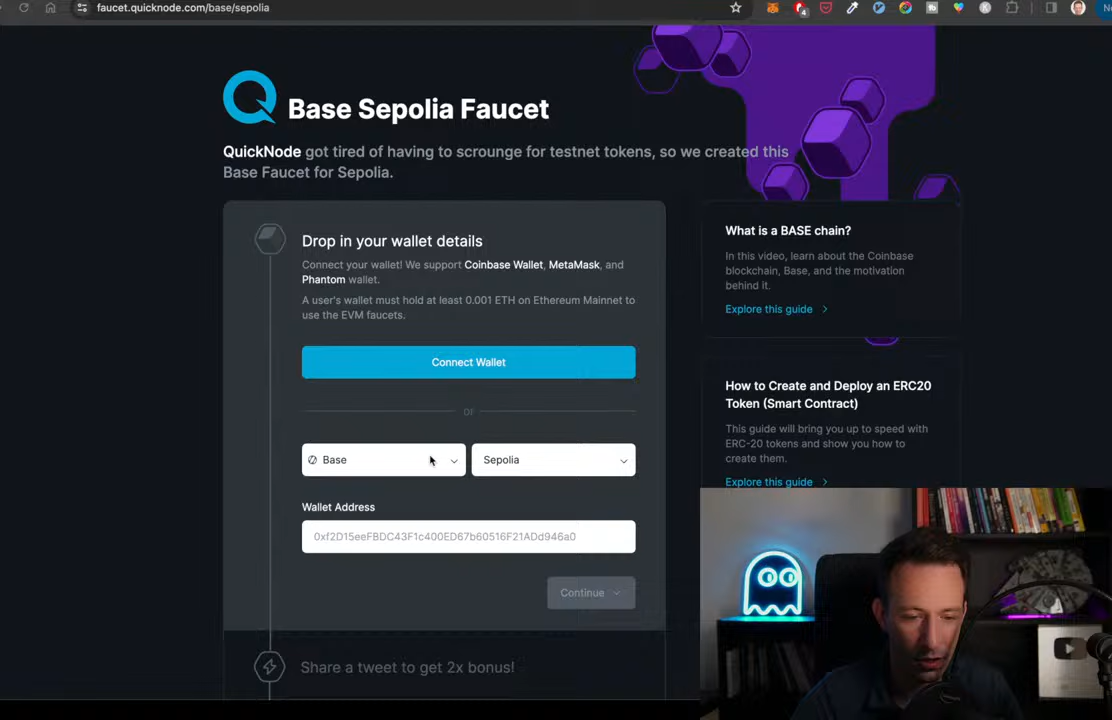 faucet.quicknode.com/base/sepolia
4
Base Sepolia Faucet
QuickNode got tired of having to scrounge for testnet tokens, so we created this
Base Faucet for Sepolia.
Drop in your wallet details
Connect your wallet! We support Coinbase Wallet, MetaMask, and
Phantom wallet.
A user's wallet must hold at least 0.001 ETH on Ethereum Mainnet to
use the EVM faucets.
Connect Wallet
or
Base
Sepolia
Wallet Address
0xf2D15eeFBDC43F1c400ED67b60516F21ADd946a0
Continue
Share a tweet to get 2x bonus!
What is a BASE chain?
In this video, learn about the Coinbase
blockchain, Base, and the motivation
behind it.
Explore this guide
How to Create and Deploy an ERC20
Token (Smart Contract)
This guide will bring you up to speed with
ERC-20 tokens and show you how to
create them.
Explore this guide